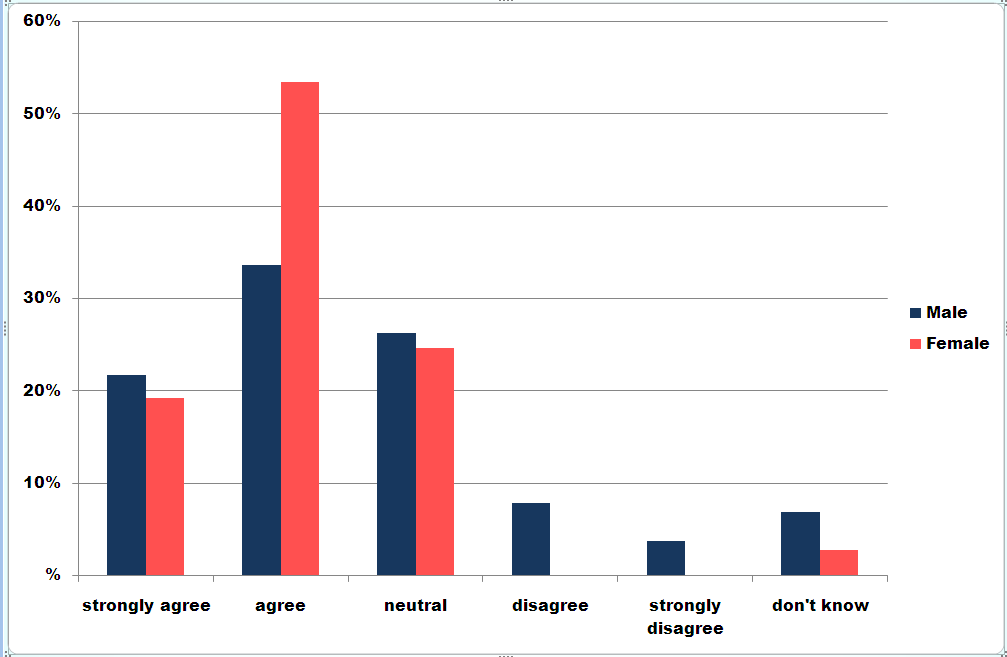 60%
50%
40%
30%
20%
10%
%
Male
Female
strongly agree
agree
neutral
disagree
strongly
disagree
don't know